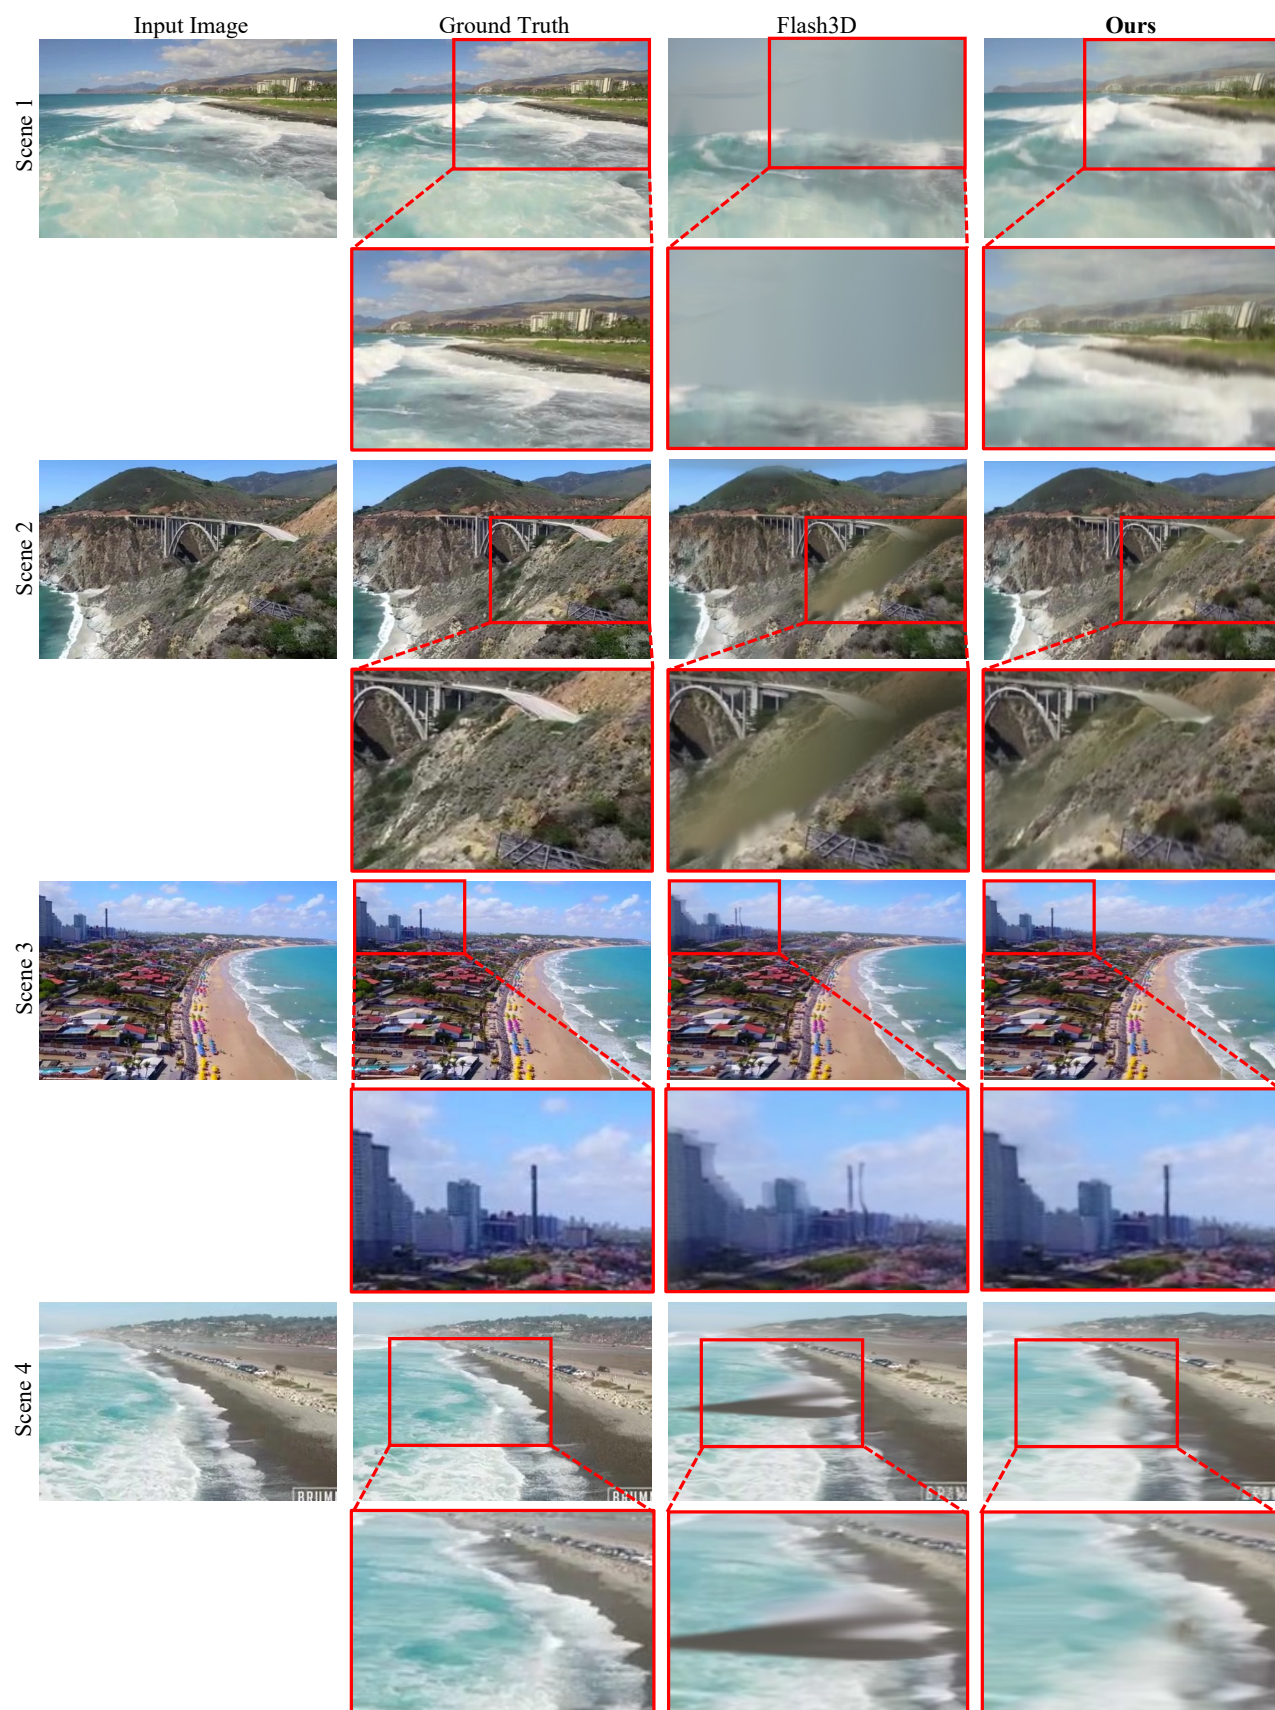 Input Image Ground Truth Flash3D Ours
Scene 1
Scene 2
Scene 3
Scene 4